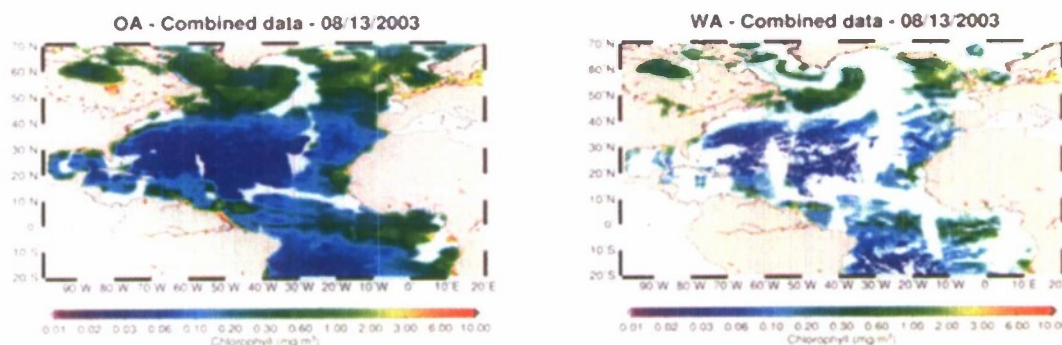 OA - Combined data - 08/13/2003
70 N
60 N
50 N
40 N
30 N
20 N
10 N
0
10 S
20 S
90 W 80 W 70 W 60 W 50 W 40 W 30 W 20 W 10 W 0 10 E 20 E
0.01 0.02 0.03 0.06 0.10 0.20 0.30 0.60 1.00 2.00 3.00 6.00 10.00
Chlorophyll (mg m³)
WA - Combined data - 08/13/2003
70 N
60 N
50 N
40 N
30 N
20 N
10 N
0
10 S
20 S
90 W 80 W 70 W 60 W 50 W 40 W 30 W 20 W 10 W 0 10 E 20 E
0.01 0.02 0.03 0.06 0.10 0.20 0.30 0.60 1.00 2.00 3.00 6.00 10.00
Chlorophyll (mg m³)